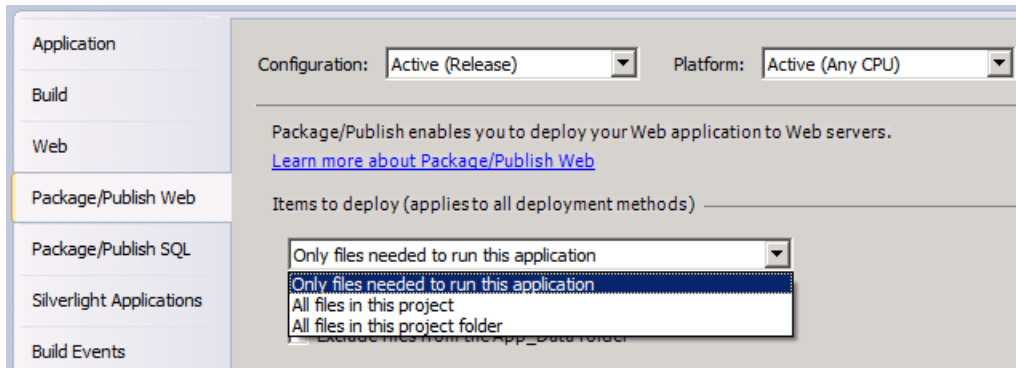 Application
Build
Web
Package/Publish Web
Package/Publish SQL
Silverlight Applications
Build Events
Configuration: Active (Release) Platform: Active (Any CPU)
Package/Publish enables you to deploy your Web application to Web servers.
Learn more about Package/Publish Web
Items to deploy (applies to all deployment methods)
Only files needed to run this application
Only files needed to run this application
All files in this project
All files in this project folder
Exclude files from the App_Data folder